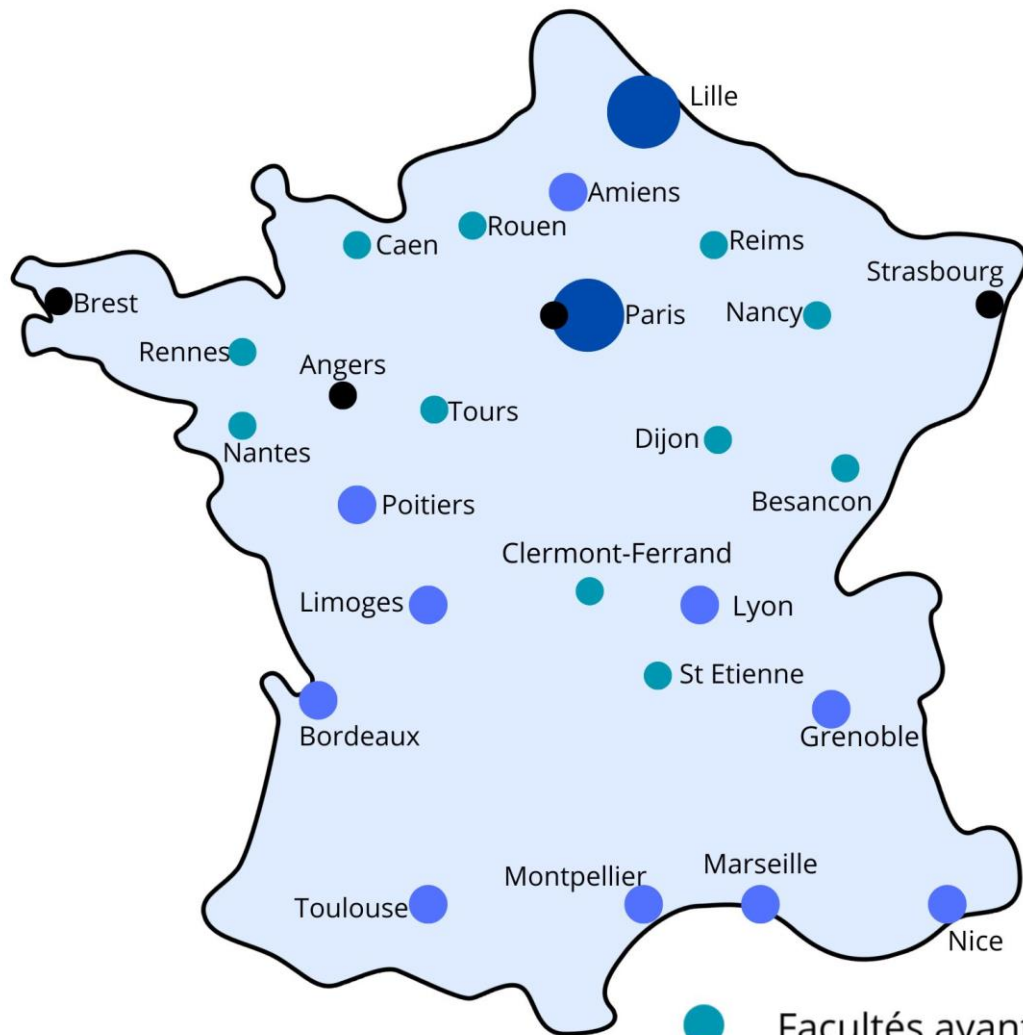 Lille
Amiens
Rouen
Caen
Reims
Strasbourg
Brest
Paris
Nancy
Rennes
Angers
Tours
Nantes
Dijon
Besancon
Poitiers
Clermont-Ferrand
Limoges
Lyon
St Etienne
Bordeaux
Grenoble
Marseille
Montpellier
Toulouse
Nice
Facultés